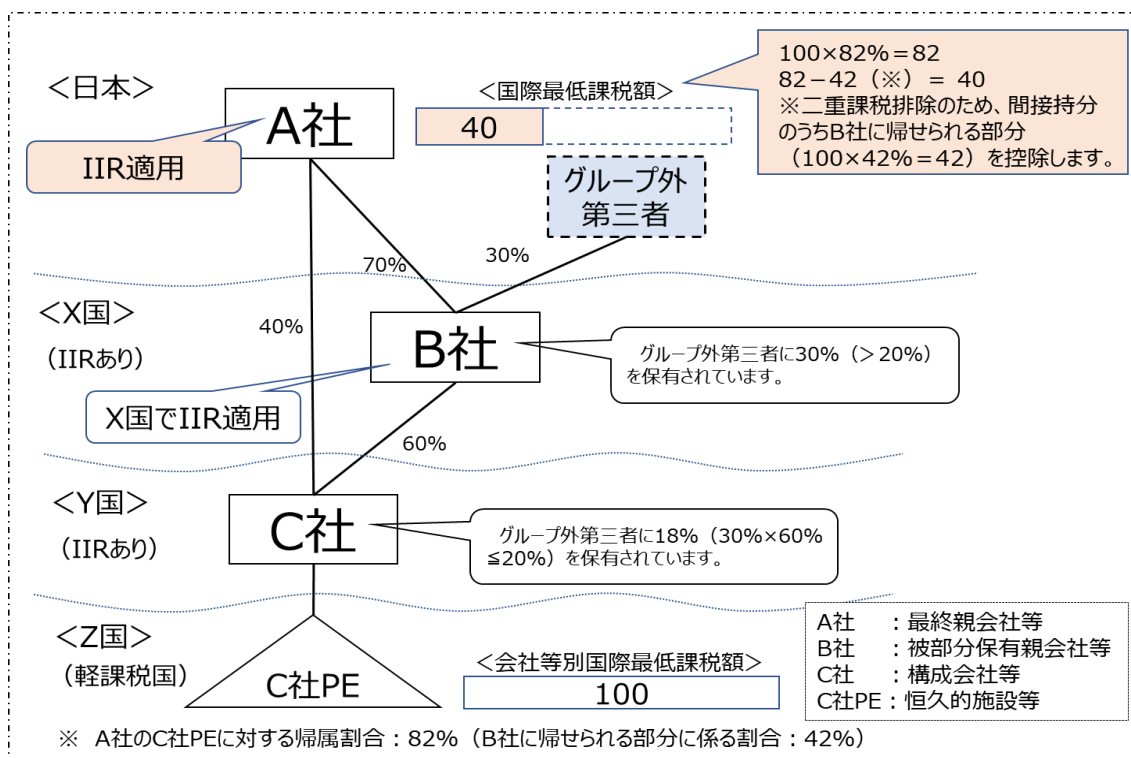 ＜日本＞
A社
IIR適用
＜国際最低課税額＞
40
100×82%＝82
82－42（※）＝ 40
※二重課税排除のため、間接持分
のうちB社に帰せられる部分
（100×42%＝42）を控除します。
グループ外
第三者
70%
30%
＜X国＞
（IIRあり）
40%
B社
グループ外第三者に30%（＞20%）
を保有されています。
X国でIIR適用
60%
＜Y国＞
（IIRあり）
C社
グループ外第三者に18%（30%×60%
≦20%）を保有されています。
＜Z国＞
（軽課税国）
C社PE
＜会社等別国際最低課税額＞
100
A社　：最終親会社等
B社　：被部分保有親会社等
C社　：構成会社等
C社PE：恒久的施設等
※ A社のC社PEに対する帰属割合：82%（B社に帰せられる部分に係る割合：42%）